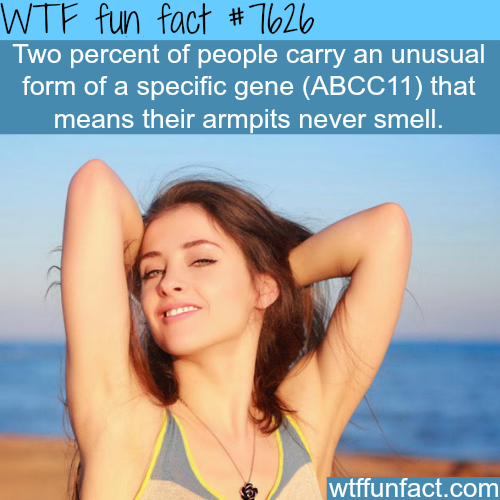 WTF fun fact #7626
Two percent of people carry an unusual
form of a specific gene (ABCC11) that
means their armpits never smell.
wtffunfact.com